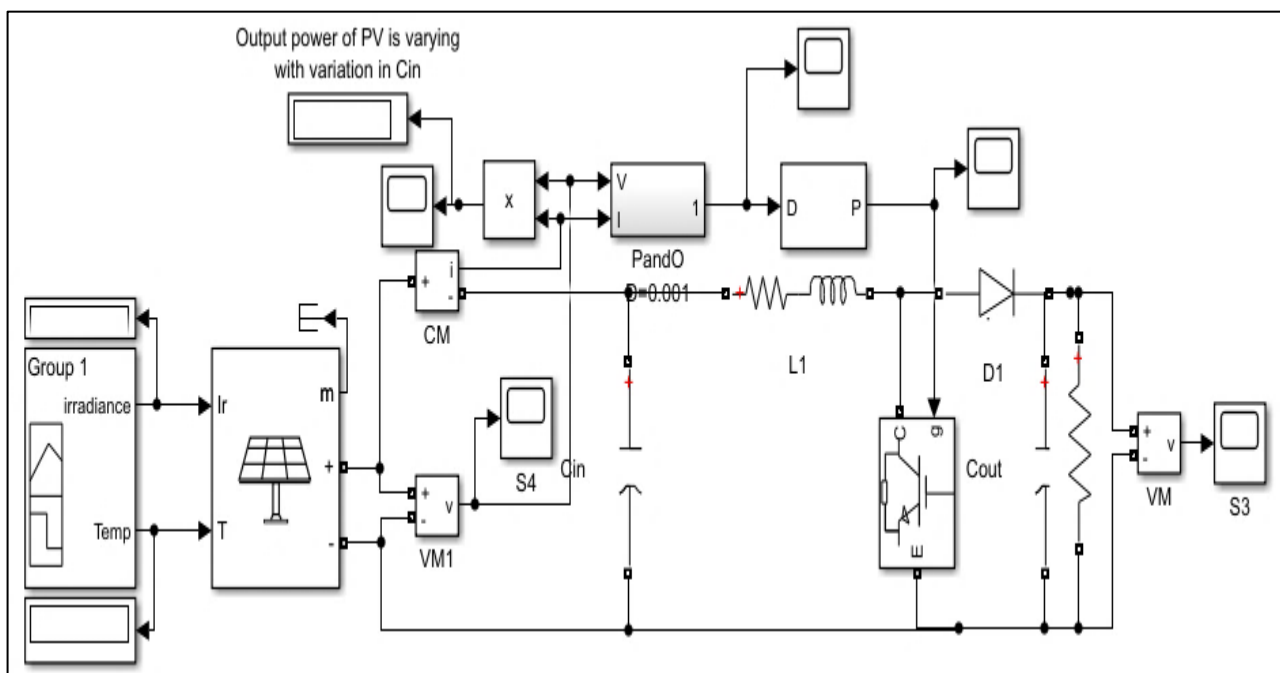 Output power of PV is varying
with variation in Cin
x
V
I
1
PandO
D=0.001
D
P
+
i
-
CM
Group 1
irradiance
Temp
Ir
T
m
+
-
+
-
v
VM1
S4
Cin
+
+
L1
D1
C
g
E
Cout
+
+
+
-
v
VM
S3